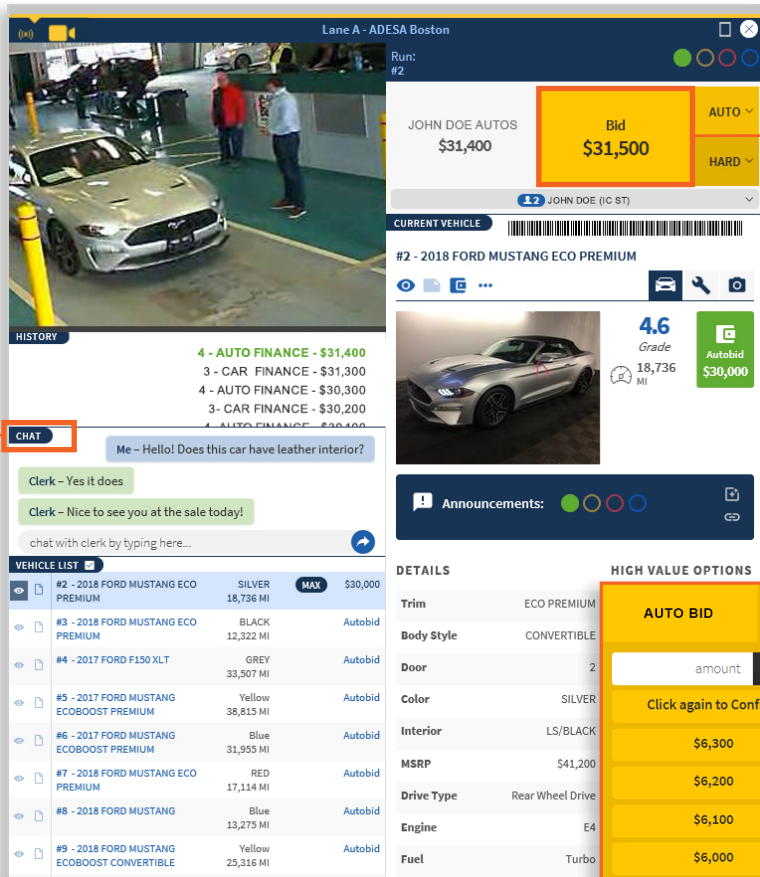 Lane A - ADESA Boston
Run:
#2
JOHN DOE AUTOS
$31,400
Bid
$31,500
AUTO
HARD
2 JOHN DOE (IC ST)
CURRENT VEHICLE
#2 - 2018 FORD MUSTANG ECO PREMIUM
4.6
Grade
18,736
MI
Autobid
$30,000
HISTORY
4 - AUTO FINANCE - $31,400
3 - CAR FINANCE - $31,300
4 - AUTO FINANCE - $30,300
3- CAR FINANCE - $30,200
4 - AUTO FINANCE - $30,100
CHAT
Me – Hello! Does this car have leather interior?
Clerk – Yes it does
Clerk – Nice to see you at the sale today!
chat with clerk by typing here...
Announcements:
VEHICLE LIST
#2 - 2018 FORD MUSTANG ECO PREMIUM SILVER 18,736 MI MAX $30,000
#3 - 2018 FORD MUSTANG ECO PREMIUM BLACK 12,322 MI Autobid
#4 - 2017 FORD F150 XLT GREY 33,507 MI Autobid
#5 - 2017 FORD MUSTANG ECOBOOST PREMIUM Yellow 38,815 MI Autobid
#6 - 2017 FORD MUSTANG ECOBOOST PREMIUM Blue 31,955 MI Autobid
#7 - 2018 FORD MUSTANG ECO PREMIUM RED 17,114 MI Autobid
#8 - 2018 FORD MUSTANG Blue 13,275 MI Autobid
#9 - 2018 FORD MUSTANG ECOBOOST CONVERTIBLE Yellow 25,316 MI Autobid
DETAILS
Trim ECO PREMIUM
Body Style CONVERTIBLE
Door 2
Color SILVER
Interior LS/BLACK
MSRP $41,200
Drive Type Rear Wheel Drive
Engine E4
Fuel Turbo
HIGH VALUE OPTIONS
AUTO BID
amount
Click again to Conf
$6,300
$6,200
$6,100
$6,000